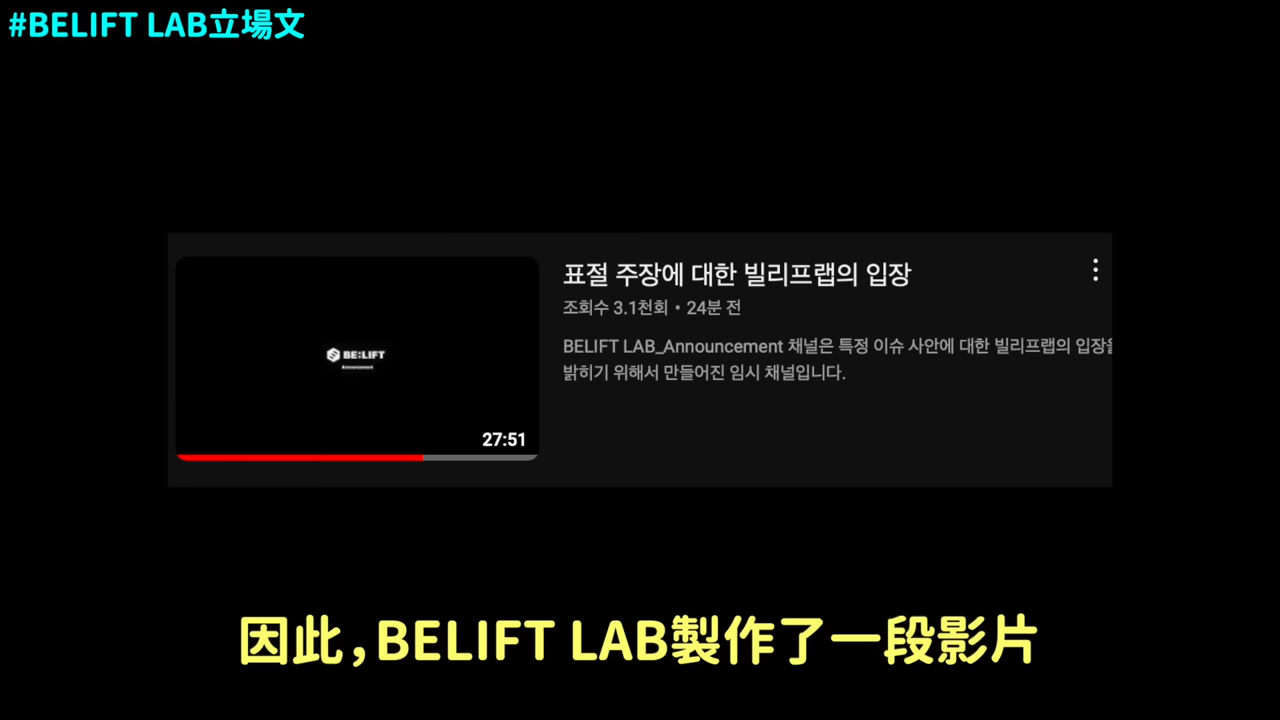 #BELIFT LAB立場文
표절 주장에 대한 빌리프랩의 입장
조회수 3.1천회 • 24분 전
BELIFT LAB_Announcement 채널은 특정 이슈 사안에 대한 빌리프랩의 입장을
밝히기 위해서 만들어진 임시 채널입니다.
BE:LIFT
Announcement
27:51
因此,BELIFT LAB製作了一段影片